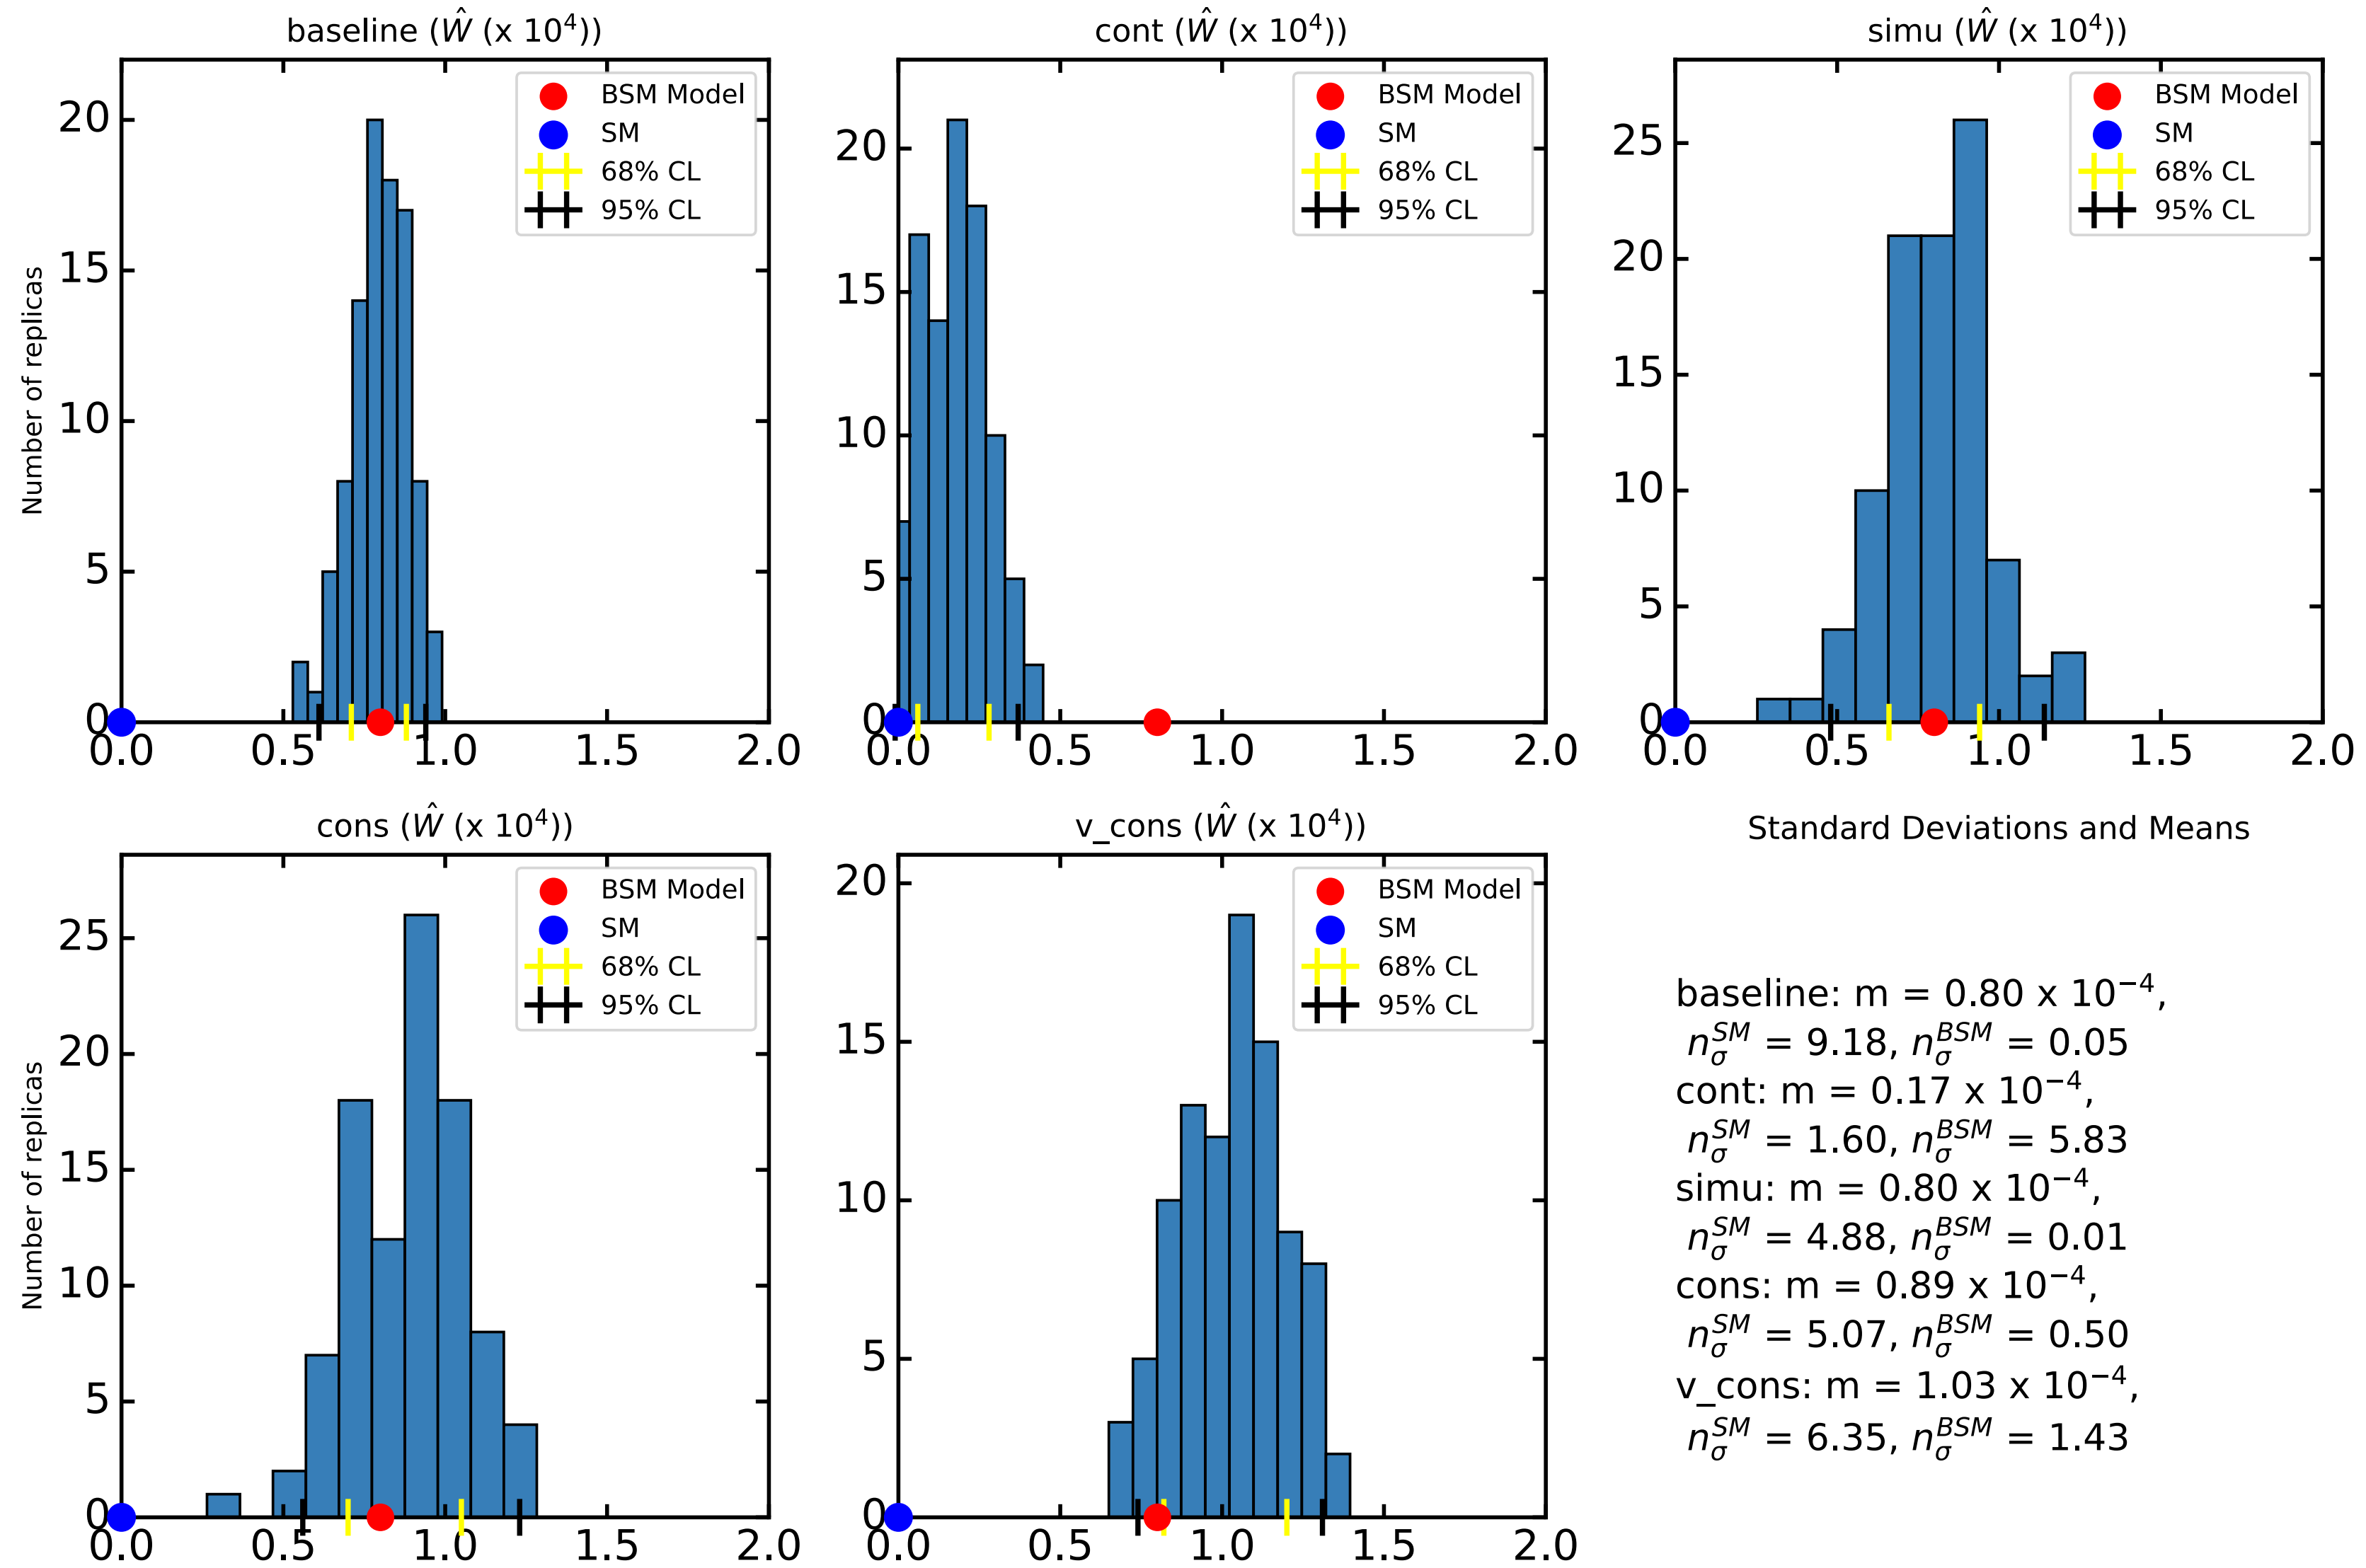 baseline (Ŵ (x 10⁴))
20
15
10
5
0
Number of replicas
0.0 0.5 1.0 1.5 2.0
BSM Model
SM
68% CL
95% CL
cont (Ŵ (x 10⁴))
20
15
10
5
0
0.0 0.5 1.0 1.5 2.0
BSM Model
SM
68% CL
95% CL
simu (Ŵ (x 10⁴))
25
20
15
10
5
0
0.0 0.5 1.0 1.5 2.0
BSM Model
SM
68% CL
95% CL
cons (Ŵ (x 10⁴))
25
20
15
10
5
0
Number of replicas
0.0 0.5 1.0 1.5 2.0
BSM Model
SM
68% CL
95% CL
v_cons (Ŵ (x 10⁴))
20
15
10
5
0
0.0 0.5 1.0 1.5 2.0
BSM Model
SM
68% CL
95% CL
Standard Deviations and Means
baseline: m = 0.80 x 10⁻⁴,
n_σ^SM = 9.18, n_σ^BSM = 0.05
cont: m = 0.17 x 10⁻⁴,
n_σ^SM = 1.60, n_σ^BSM = 5.83
simu: m = 0.80 x 10⁻⁴,
n_σ^SM = 4.88, n_σ^BSM = 0.01
cons: m = 0.89 x 10⁻⁴,
n_σ^SM = 5.07, n_σ^BSM = 0.50
v_cons: m = 1.03 x 10⁻⁴,
n_σ^SM = 6.35, n_σ^BSM = 1.43